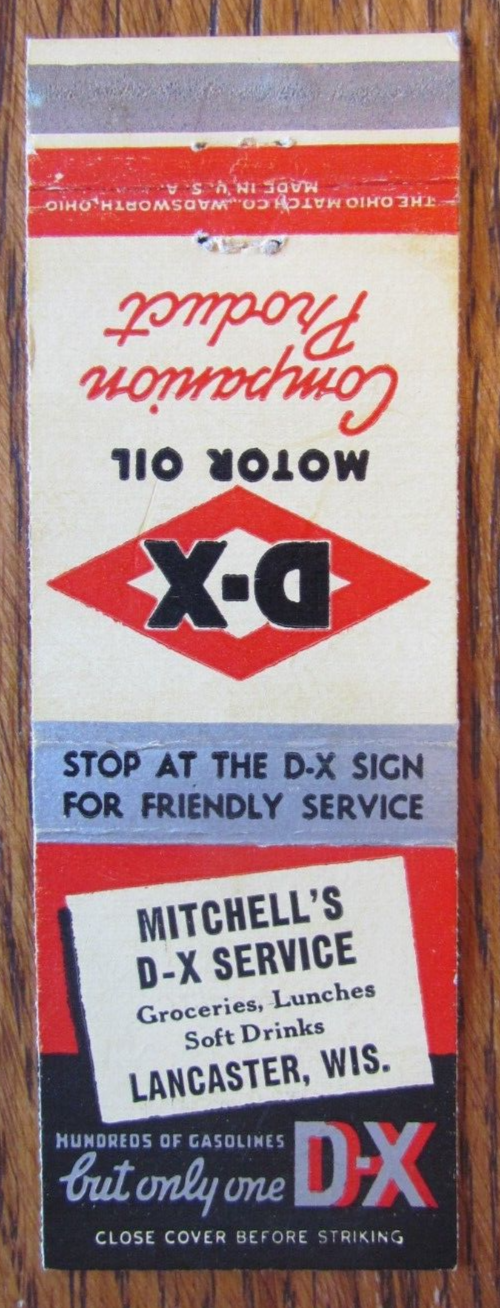 THE OHIO MATCH CO., WADSWORTH, OHIO
MADE IN U.S.A.
Companion
Product
MOTOR OIL
D-X
STOP AT THE D-X SIGN
FOR FRIENDLY SERVICE
MITCHELL'S
D-X SERVICE
Groceries, Lunches
Soft Drinks
LANCASTER, WIS.
HUNDREDS OF GASOLINES
but only one D-X
CLOSE COVER BEFORE STRIKING